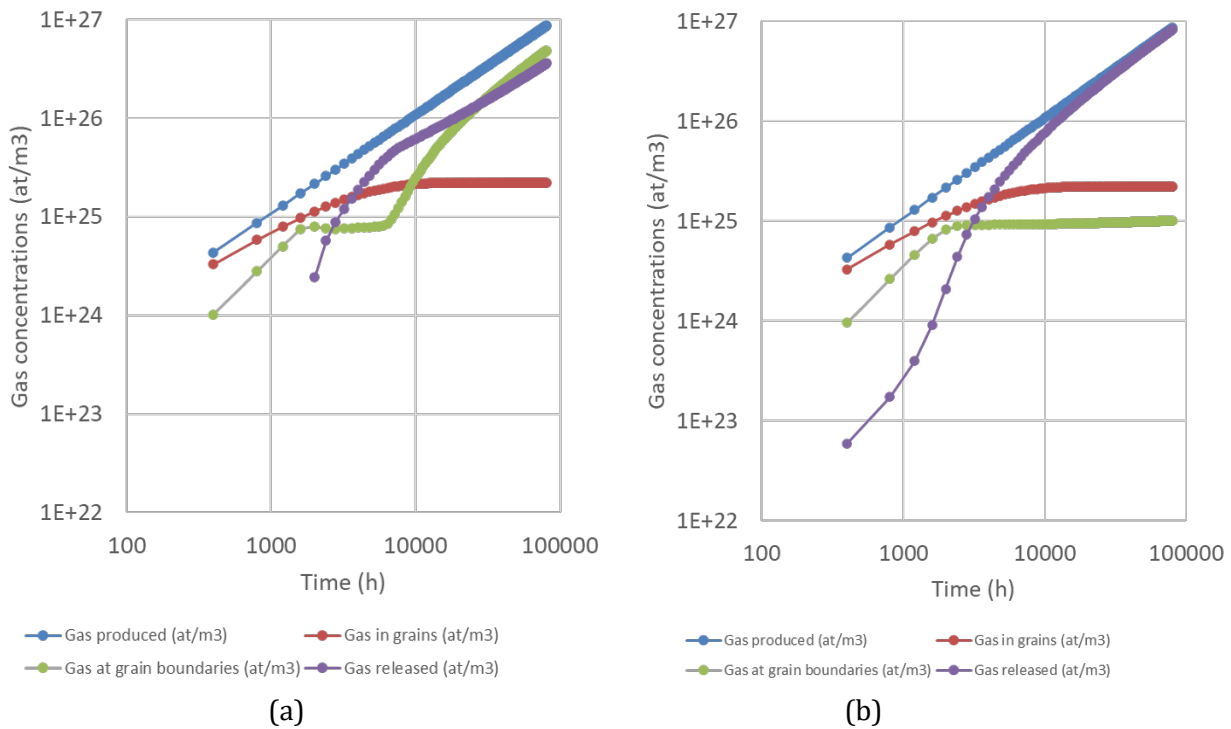 1E+27
1E+26
1E+25
1E+24
1E+23
1E+22
Gas concentrations (at/m3)
100 1000 10000 100000
Time (h)
Gas produced (at/m3) Gas in grains (at/m3)
Gas at grain boundaries (at/m3) Gas released (at/m3)
(a)
1E+27
1E+26
1E+25
1E+24
1E+23
1E+22
Gas concentrations (at/m3)
100 1000 10000 100000
Time (h)
Gas produced (at/m3) Gas in grains (at/m3)
Gas at grain boundaries (at/m3) Gas released (at/m3)
(b)